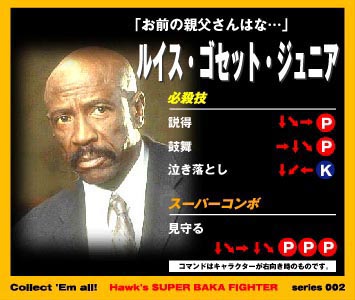 「お前の親父さんはな…」
ルイス・ゴセット・ジュニア
必殺技
説得 ⬇⬊➡ P
鼓舞 ➡⬇⬊ P
泣き落とし ⬇⬋⬅ K
スーパーコンボ
見守る
⬇⬊➡⬇⬊➡ P P P
コマンドはキャラクターが右向き時のものです。
Collect 'Em all! Hawk's SUPER BAKA FIGHTER series 002